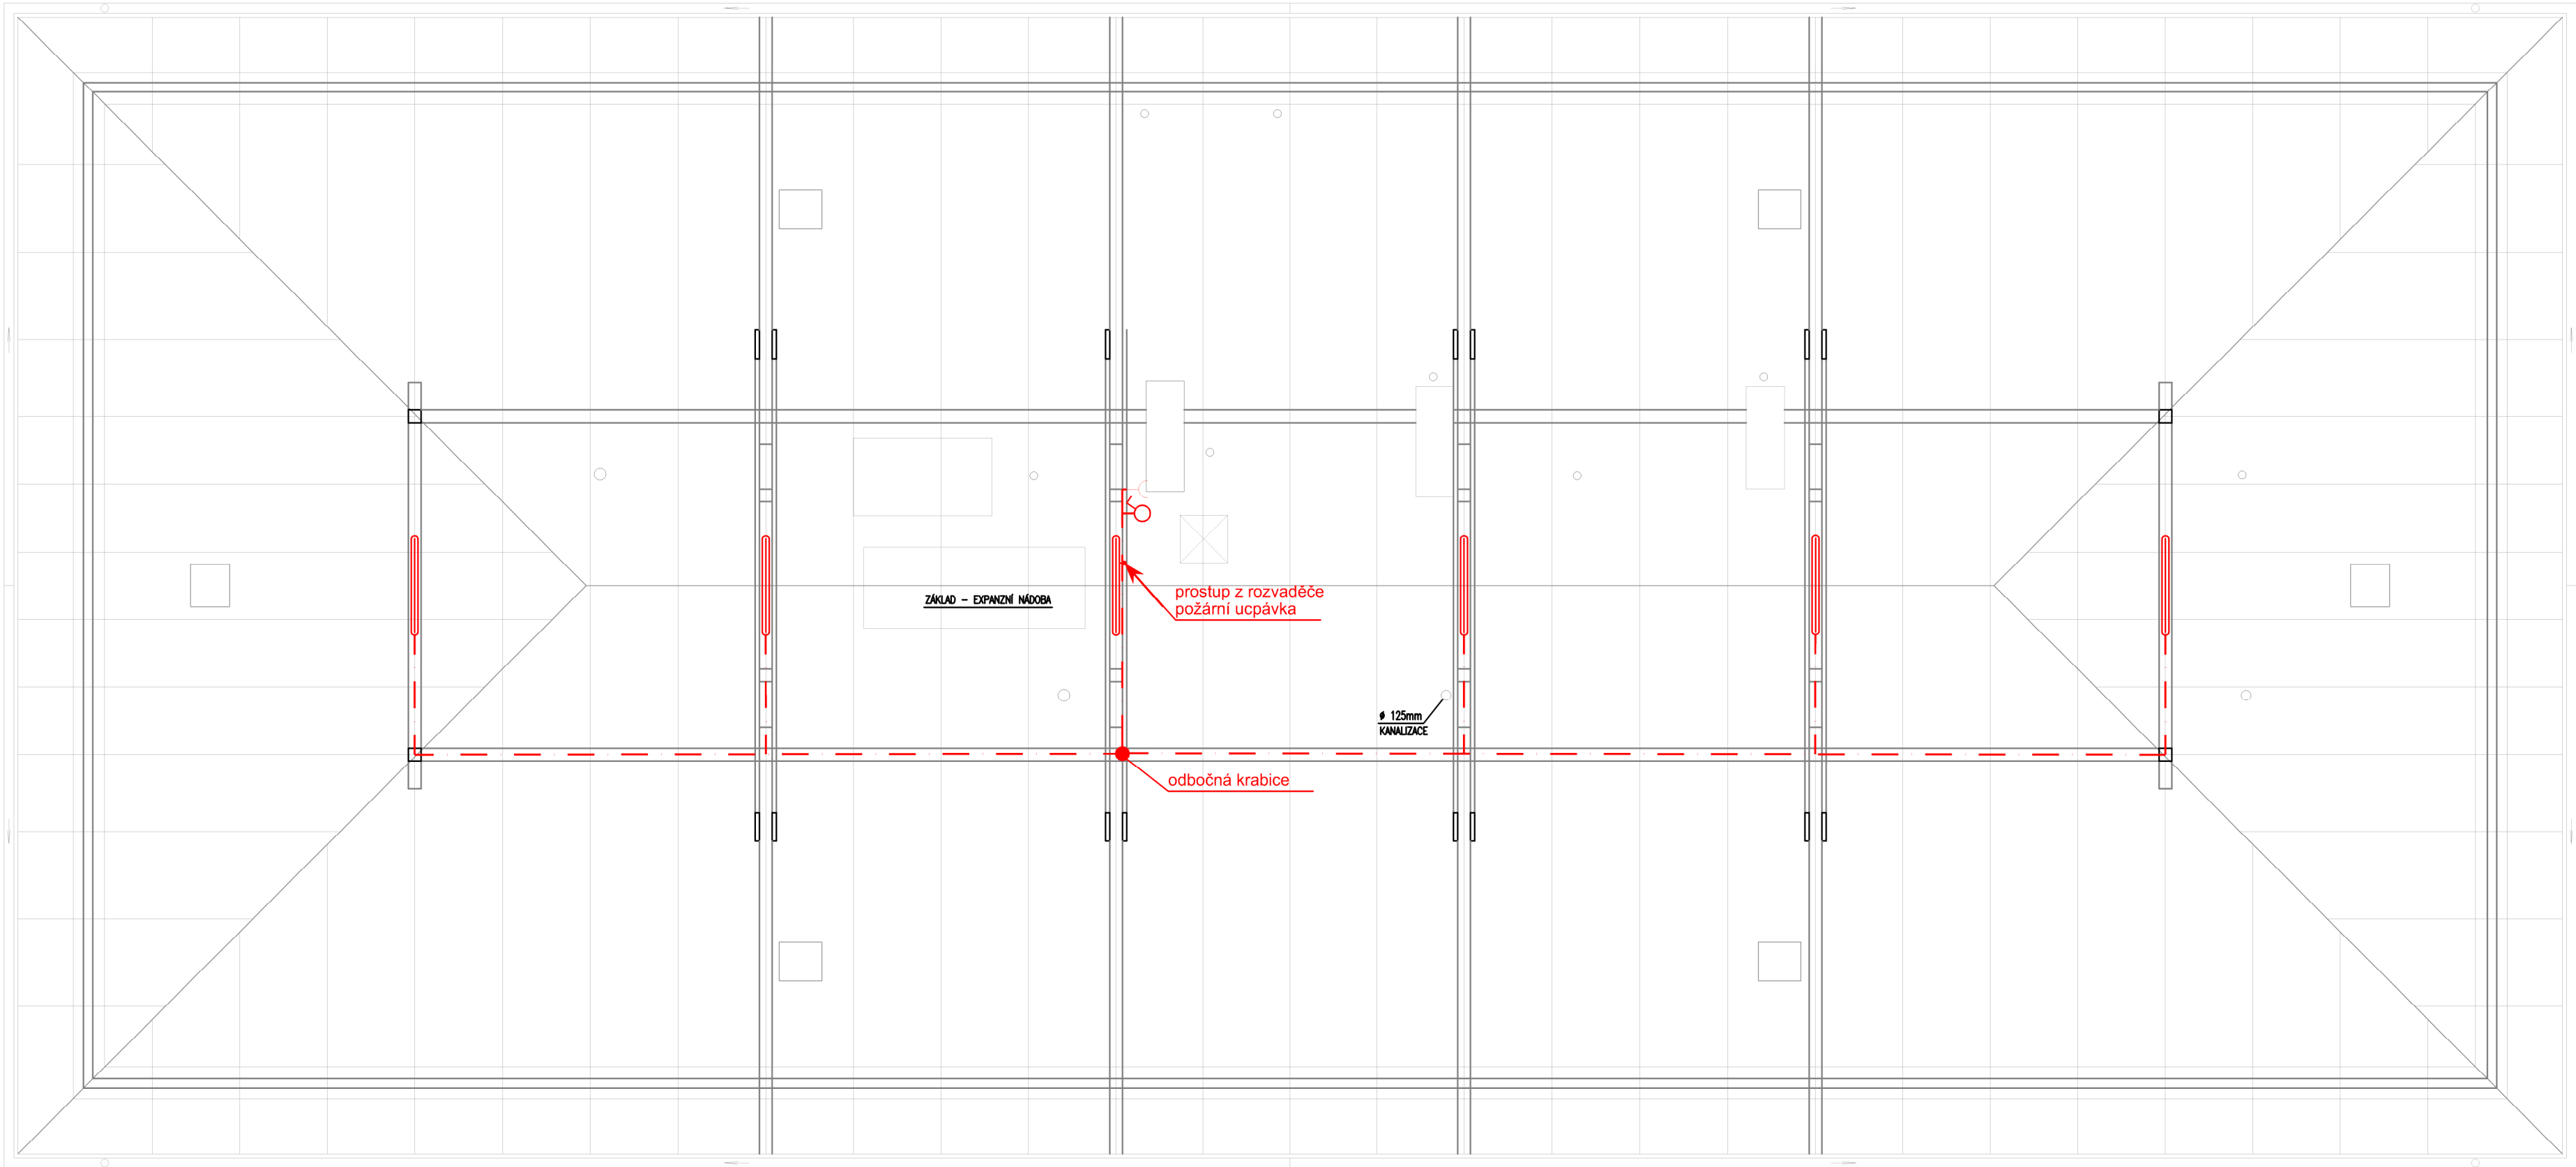 prostup z rozvaděče
požární ucpávka
ZÁKLAD - EXPANZNÍ NÁDOBA
ø 125mm
KANALIZACE
odbočná krabice